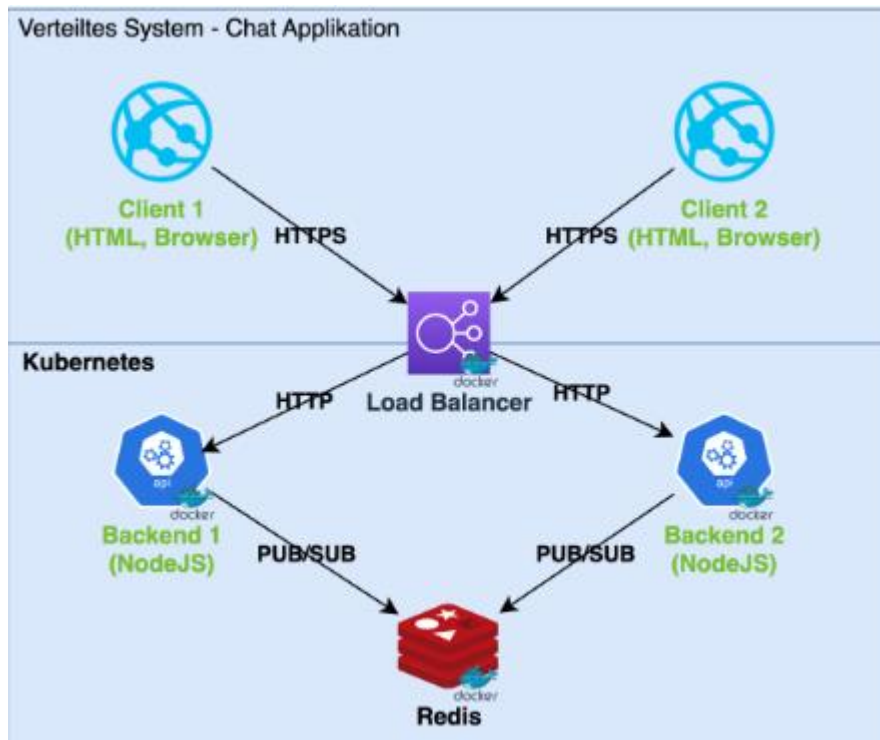 Verteiltes System - Chat Applikation
Client 1
(HTML, Browser)
Client 2
(HTML, Browser)
HTTPS
HTTPS
Kubernetes
docker
Load Balancer
HTTP
HTTP
api
docker
Backend 1
(NodeJS)
api
docker
Backend 2
(NodeJS)
PUB/SUB
PUB/SUB
docker
Redis